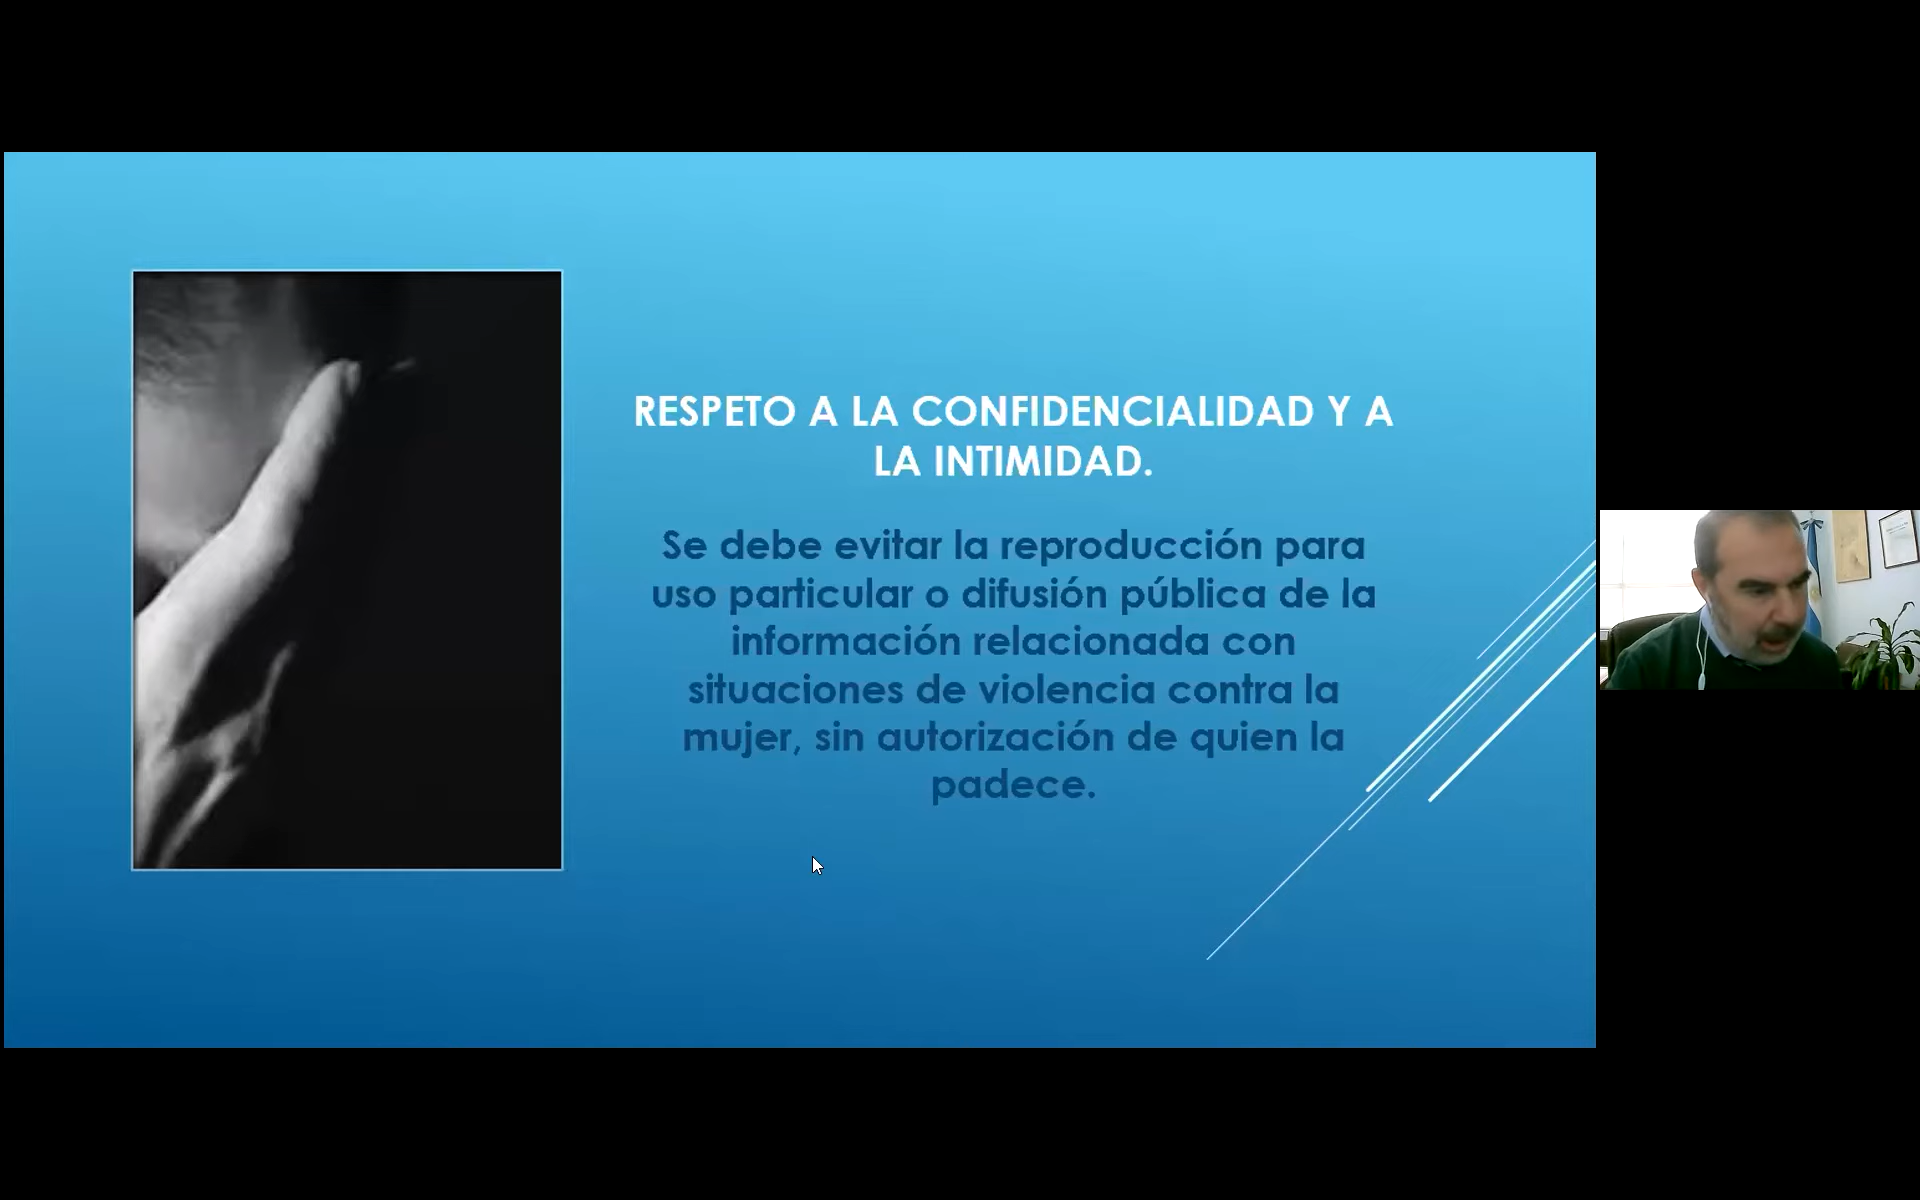 RESPETO A LA CONFIDENCIALIDAD Y A
LA INTIMIDAD.
Se debe evitar la reproducción para
uso particular o difusión pública de la
información relacionada con
situaciones de violencia contra la
mujer, sin autorización de quien la
padece.